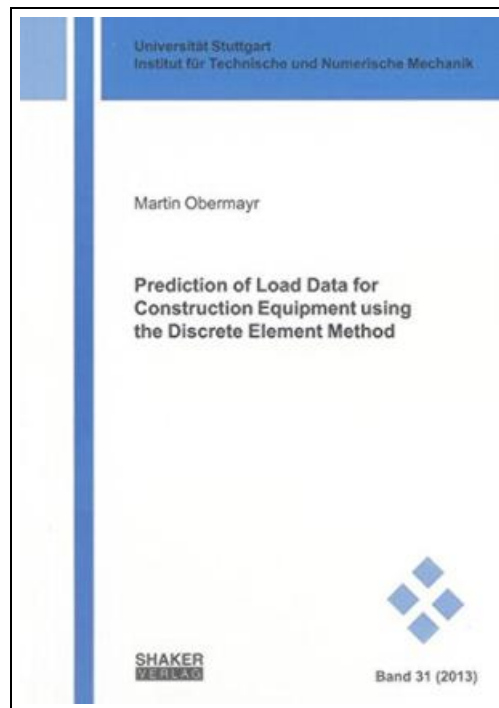 Universität Stuttgart
Institut für Technische und Numerische Mechanik
Martin Obermayr
Prediction of Load Data for
Construction Equipment using
the Discrete Element Method
SHAKER
VERLAG
Band 31 (2013)